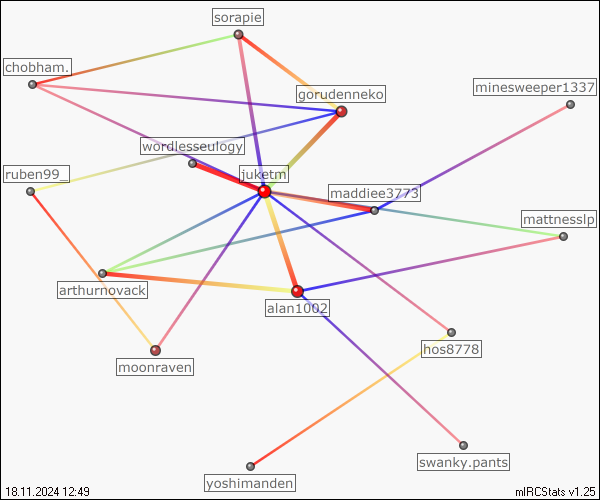 sorapie
chobham.
minesweeper1337
gorudenneko
wordlesseulogy
ruben99_
juketm
maddiee3773
mattnesslp
arthurnovack
alan1002
hos8778
moonraven
swanky.pants
yoshimanden
18.11.2024 12:49
mIRCStats v1.25